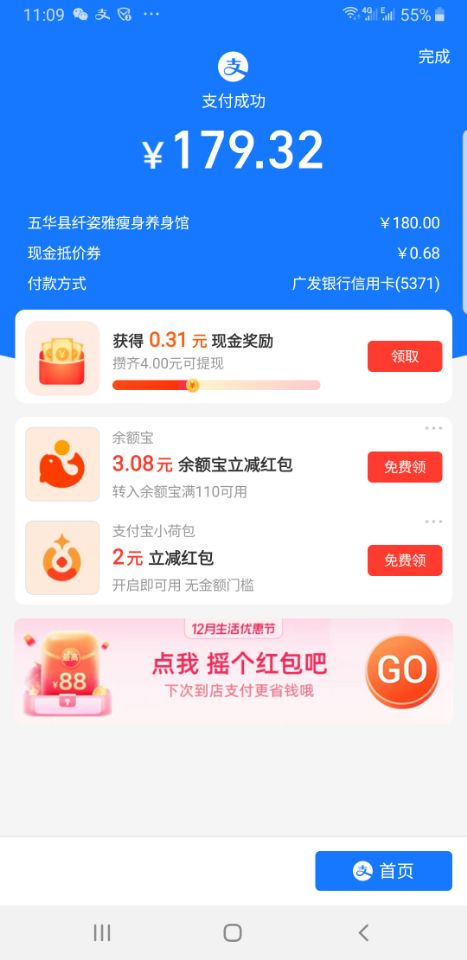 11:09
4G
E
55%
完成
支付成功
￥179.32
五华县纤姿雅瘦身养身馆 ￥180.00
现金抵价券 ￥0.68
付款方式 广发银行信用卡(5371)
获得 0.31 元 现金奖励
攒齐4.00元可提现
领取
余额宝
3.08元 余额宝立减红包
转入余额宝满110可用
免费领
支付宝小荷包
2元 立减红包
开启即可用 无金额门槛
免费领
12月生活优惠节
最高
￥88
点我 摇个红包吧
下次到店支付更省钱哦
GO
首页